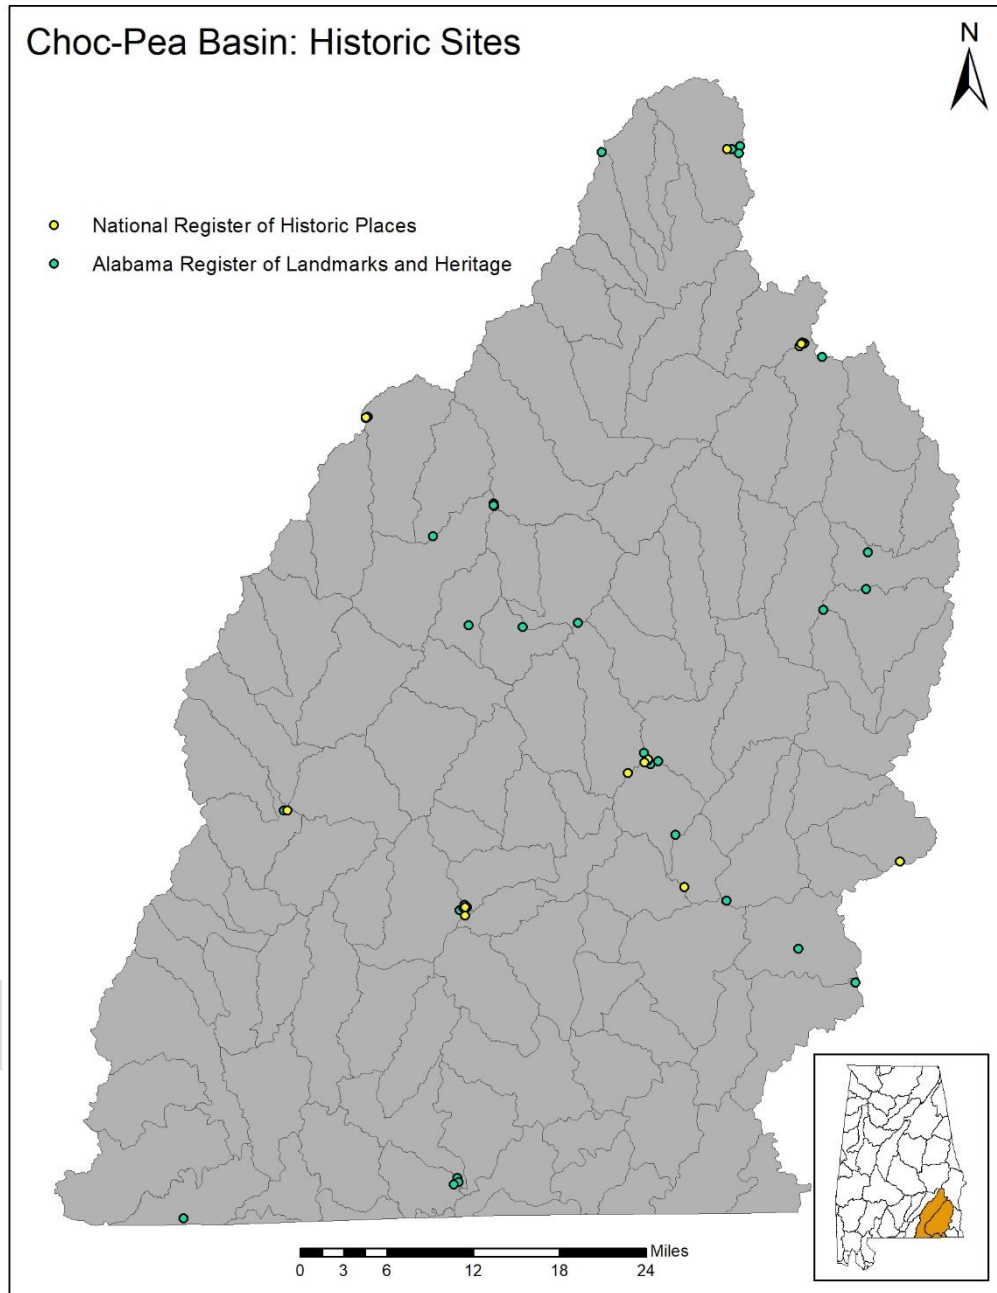 Choc-Pea Basin: Historic Sites
N
National Register of Historic Places
Alabama Register of Landmarks and Heritage
Miles
0 3 6 12 18 24